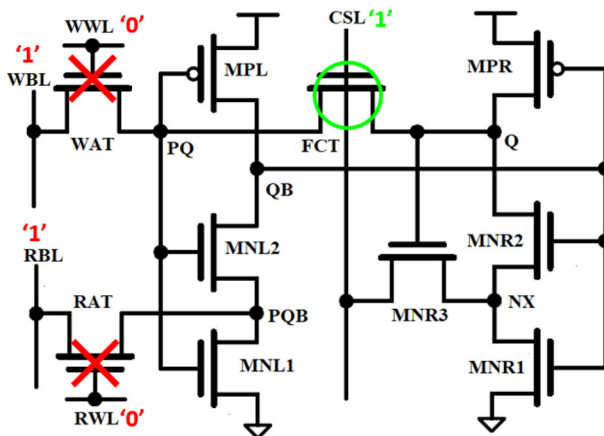 WWL '0'
CSL '1'
'1'
WBL
MPL
MPR
WAT
PQ
FCT
Q
QB
'1'
RBL
MNL2
MNR2
RAT
PQB
MNR3
NX
MNL1
MNR1
RWL '0'